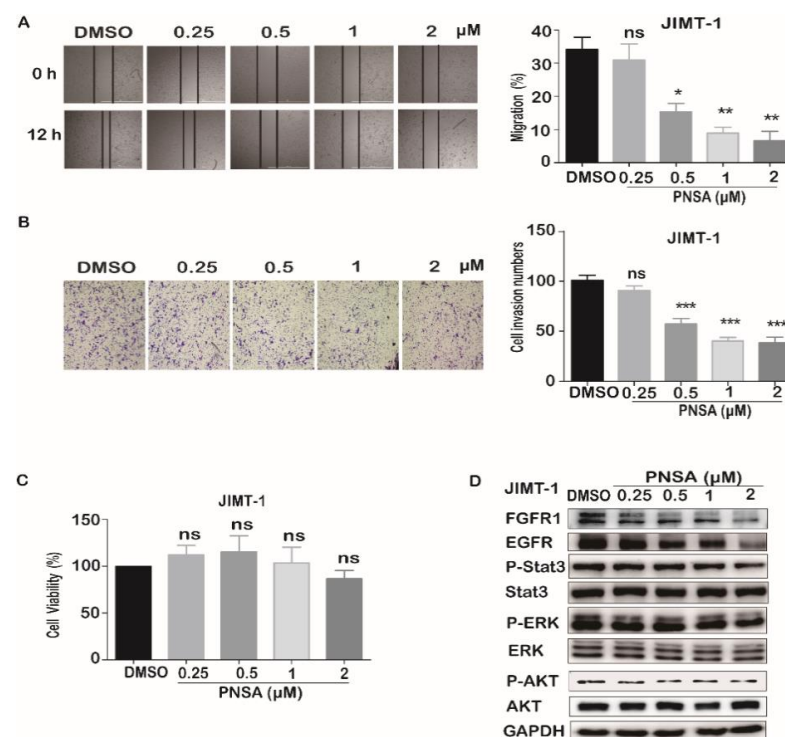 A
DMSO 0.25 0.5 1 2 µM
0 h
12 h
JIMT-1
Migration (%)
40
30
20
10
0
ns * ** **
DMSO 0.25 0.5 1 2
PNSA (µM)
B
DMSO 0.25 0.5 1 2 µM
JIMT-1
Cell invasion numbers
150
100
50
0
ns *** *** ***
DMSO 0.25 0.5 1 2
PNSA (µM)
C
JIMT-1
Cell Viability (%)
150
100
50
0
ns ns ns ns
DMSO 0.25 0.5 1 2
PNSA (µM)
D
PNSA (µM)
JIMT-1 DMSO 0.25 0.5 1 2
FGFR1
EGFR
P-Stat3
Stat3
P-ERK
ERK
P-AKT
AKT
GAPDH